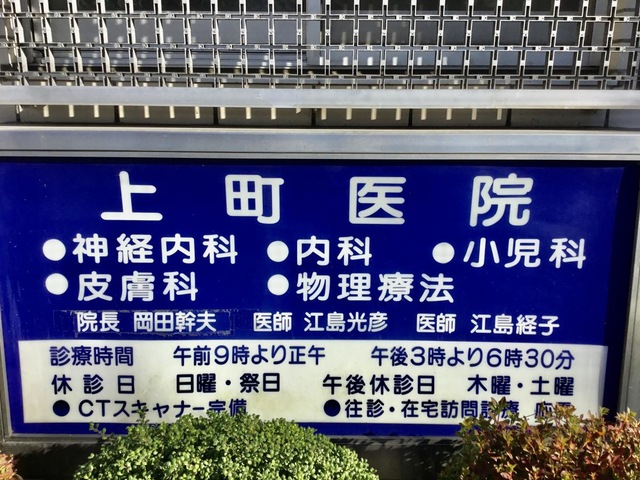 上町医院
●神経内科 ●内科 ●小児科
●皮膚科 ●物理療法
院長 岡田幹夫 医師 江島光彦 医師 江島経子
診療時間 午前9時より正午 午後3時より6時30分
休診日 日曜・祭日 午後休診日 木曜・土曜
●CTスキャナー完備 ●往診・在宅訪問診療